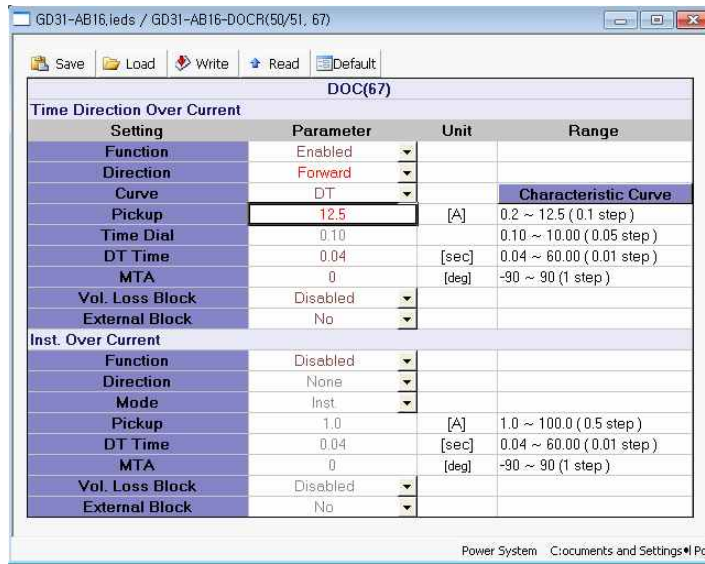 GD31-AB16.ieds / GD31-AB16-DOCR(50/51, 67)
Save Load Write Read Default
DOC(67)
Time Direction Over Current
Setting Parameter Unit Range
Function Enabled
Direction Forward
Curve DT Characteristic Curve
Pickup 12.5 [A] 0.2 ~ 12.5 ( 0.1 step )
Time Dial 0.10 0.10 ~ 10.00 ( 0.05 step )
DT Time 0.04 [sec] 0.04 ~ 60.00 ( 0.01 step )
MTA 0 [deg] -90 ~ 90 (1 step )
Vol. Loss Block Disabled
External Block No
Inst. Over Current
Function Disabled
Direction None
Mode Inst.
Pickup 1.0 [A] 1.0 ~ 100.0 ( 0.5 step )
DT Time 0.04 [sec] 0.04 ~ 60.00 ( 0.01 step )
MTA 0 [deg] -90 ~ 90 (1 step )
Vol. Loss Block Disabled
External Block No
Power System C:ocuments and Settings